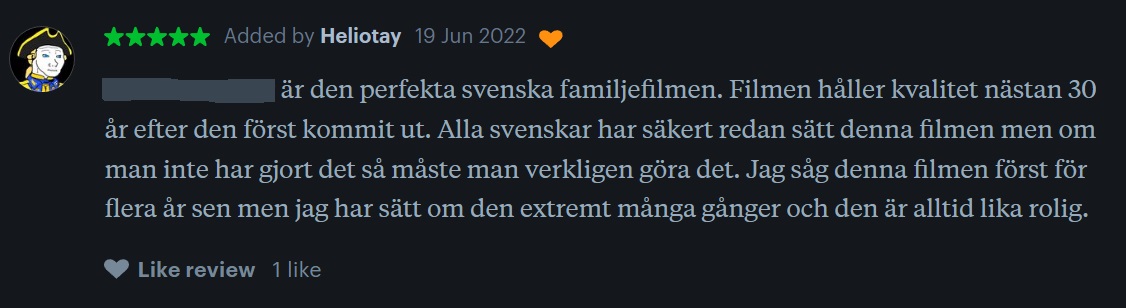 Added by Heliotay 19 Jun 2022
är den perfekta svenska familjefilmen. Filmen håller kvalitet nästan 30
år efter den först kommit ut. Alla svenskar har säkert redan sätt denna filmen men om
man inte har gjort det så måste man verkligen göra det. Jag såg denna filmen först för
flera år sen men jag har sätt om den extremt många gånger och den är alltid lika rolig.
Like review 1 like